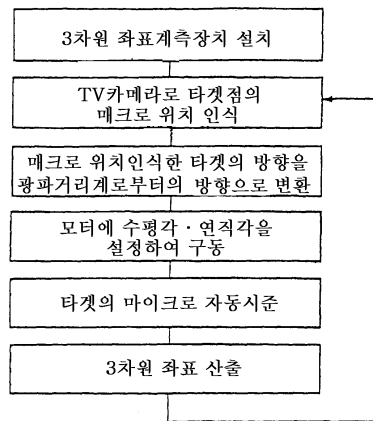 3차원 좌표계측장치 설치
TV카메라로 타겟점의
매크로 위치 인식
매크로 위치인식한 타겟의 방향을
광파거리계로부터의 방향으로 변환
모터에 수평각·연직각을
설정하여 구동
타겟의 마이크로 자동시준
3차원 좌표 산출